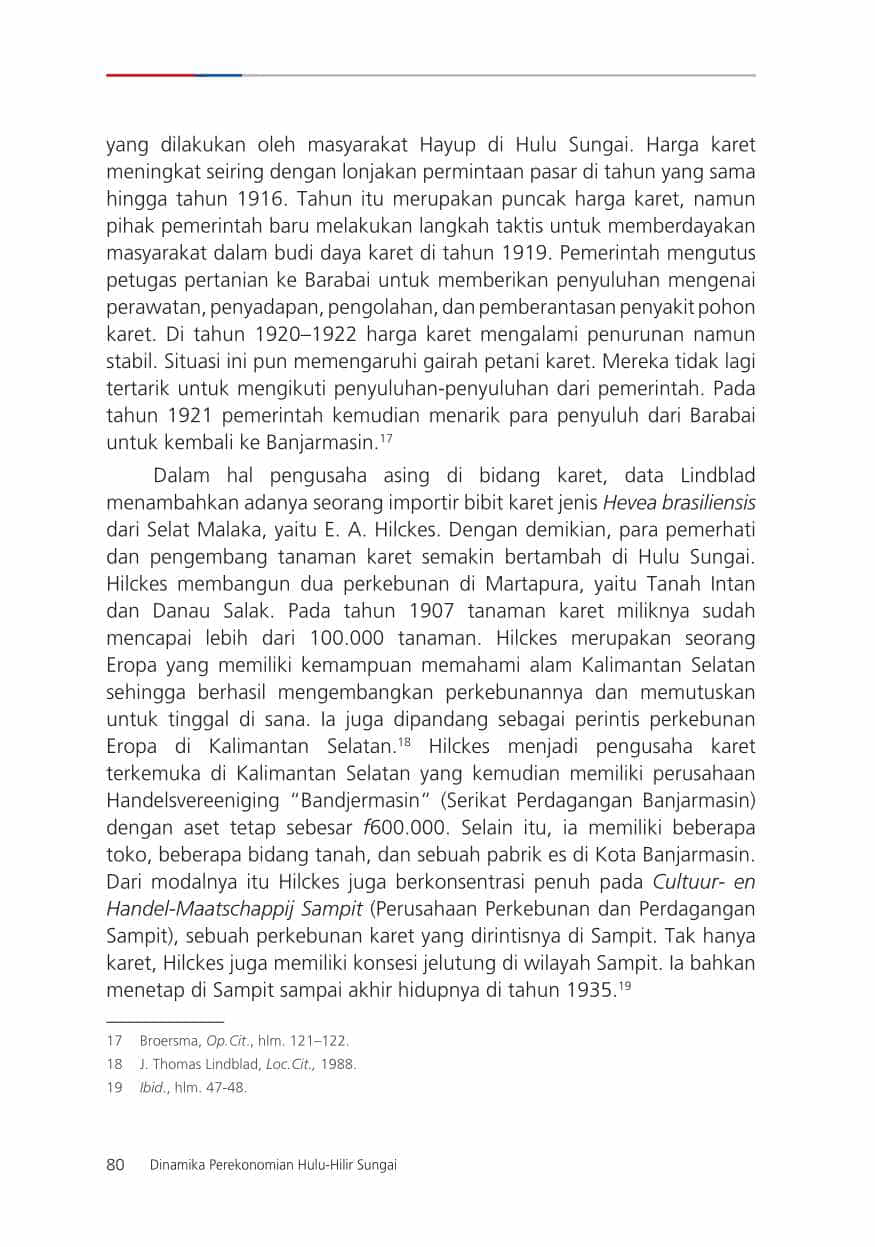 yang dilakukan oleh masyarakat Hayup di Hulu Sungai. Harga karet
meningkat seiring dengan lonjakan permintaan pasar di tahun yang sama
hingga tahun 1916. Tahun itu merupakan puncak harga karet, namun
pihak pemerintah baru melakukan langkah taktis untuk memberdayakan
masyarakat dalam budi daya karet di tahun 1919. Pemerintah mengutus
petugas pertanian ke Barabai untuk memberikan penyuluhan mengenai
perawatan, penyadapan, pengolahan, dan pemberantasan penyakit pohon
karet. Di tahun 1920–1922 harga karet mengalami penurunan namun
stabil. Situasi ini pun memengaruhi gairah petani karet. Mereka tidak lagi
tertarik untuk mengikuti penyuluhan-penyuluhan dari pemerintah. Pada
tahun 1921 pemerintah kemudian menarik para penyuluh dari Barabai
untuk kembali ke Banjarmasin.17
Dalam hal pengusaha asing di bidang karet, data Lindblad
menambahkan adanya seorang importir bibit karet jenis Hevea brasiliensis
dari Selat Malaka, yaitu E. A. Hilckes. Dengan demikian, para pemerhati
dan pengembang tanaman karet semakin bertambah di Hulu Sungai.
Hilckes membangun dua perkebunan di Martapura, yaitu Tanah Intan
dan Danau Salak. Pada tahun 1907 tanaman karet miliknya sudah
mencapai lebih dari 100.000 tanaman. Hilckes merupakan seorang
Eropa yang memiliki kemampuan memahami alam Kalimantan Selatan
sehingga berhasil mengembangkan perkebunannya dan memutuskan
untuk tinggal di sana. Ia juga dipandang sebagai perintis perkebunan
Eropa di Kalimantan Selatan.18 Hilckes menjadi pengusaha karet
terkemuka di Kalimantan Selatan yang kemudian memiliki perusahaan
Handelsvereeniging “Bandjermasin” (Serikat Perdagangan Banjarmasin)
dengan aset tetap sebesar f600.000. Selain itu, ia memiliki beberapa
toko, beberapa bidang tanah, dan sebuah pabrik es di Kota Banjarmasin.
Dari modalnya itu Hilckes juga berkonsentrasi penuh pada Cultuur- en
Handel-Maatschappij Sampit (Perusahaan Perkebunan dan Perdagangan
Sampit), sebuah perkebunan karet yang dirintisnya di Sampit. Tak hanya
karet, Hilckes juga memiliki konsesi jelutung di wilayah Sampit. Ia bahkan
menetap di Sampit sampai akhir hidupnya di tahun 1935.19
17 Broersma, Op.Cit., hlm. 121–122.
18 J. Thomas Lindblad, Loc.Cit., 1988.
19 Ibid., hlm. 47-48.
80 Dinamika Perekonomian Hulu-Hilir Sungai